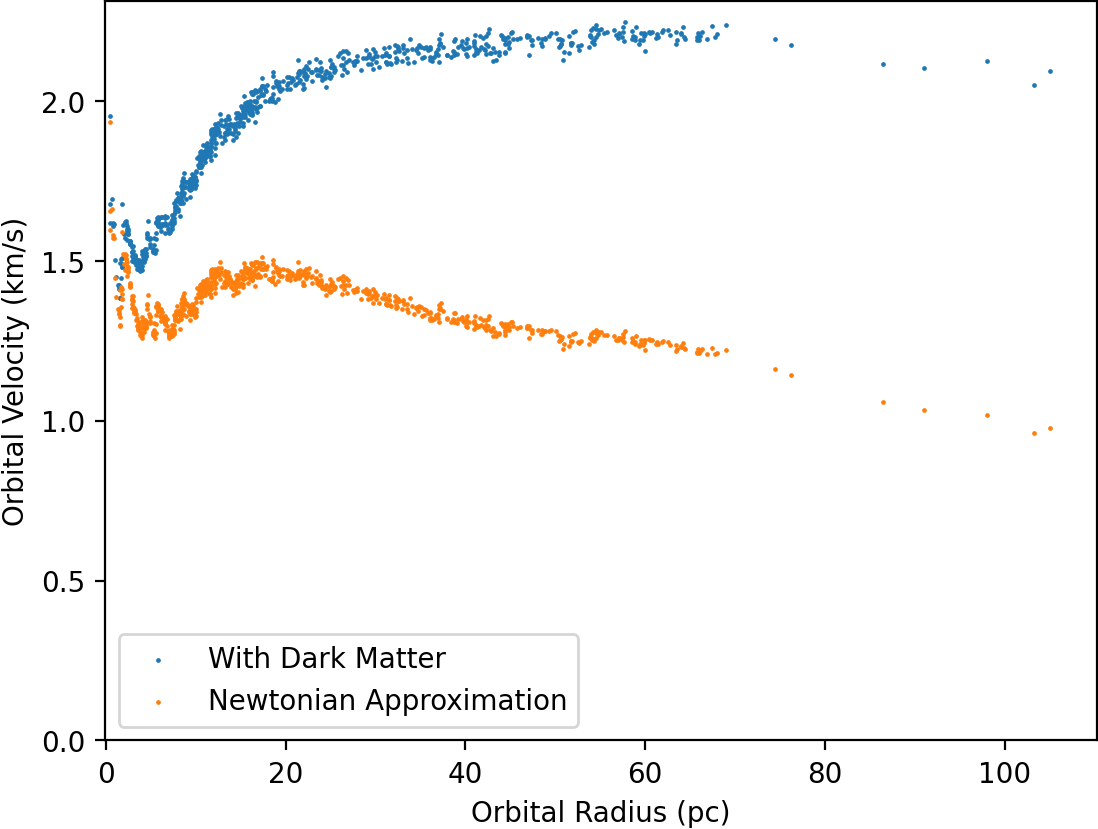 2.0
1.5
1.0
0.5
0.0
Orbital Velocity (km/s)
With Dark Matter
Newtonian Approximation
0 20 40 60 80 100
Orbital Radius (pc)